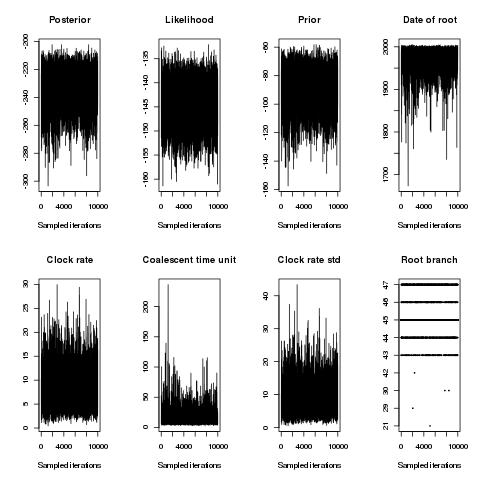 Posterior Likelihood Prior Date of root
-200 -220 -240 -260 -280 -300
-135 -140 -145 -150 -155 -160
-60 -80 -100 -120 -140 -160
2000 1900 1800 1700
0 4000 10000 0 4000 10000 0 4000 10000 0 4000 10000
Sampled iterations Sampled iterations Sampled iterations Sampled iterations
Clock rate Coalescent time unit Clock rate std Root branch
30 25 20 15 10 5 0
200 150 100 50 0
40 30 20 10 0
47 46 45 44 43 42 30 29 21
0 4000 10000 0 4000 10000 0 4000 10000 0 4000 10000
Sampled iterations Sampled iterations Sampled iterations Sampled iterations